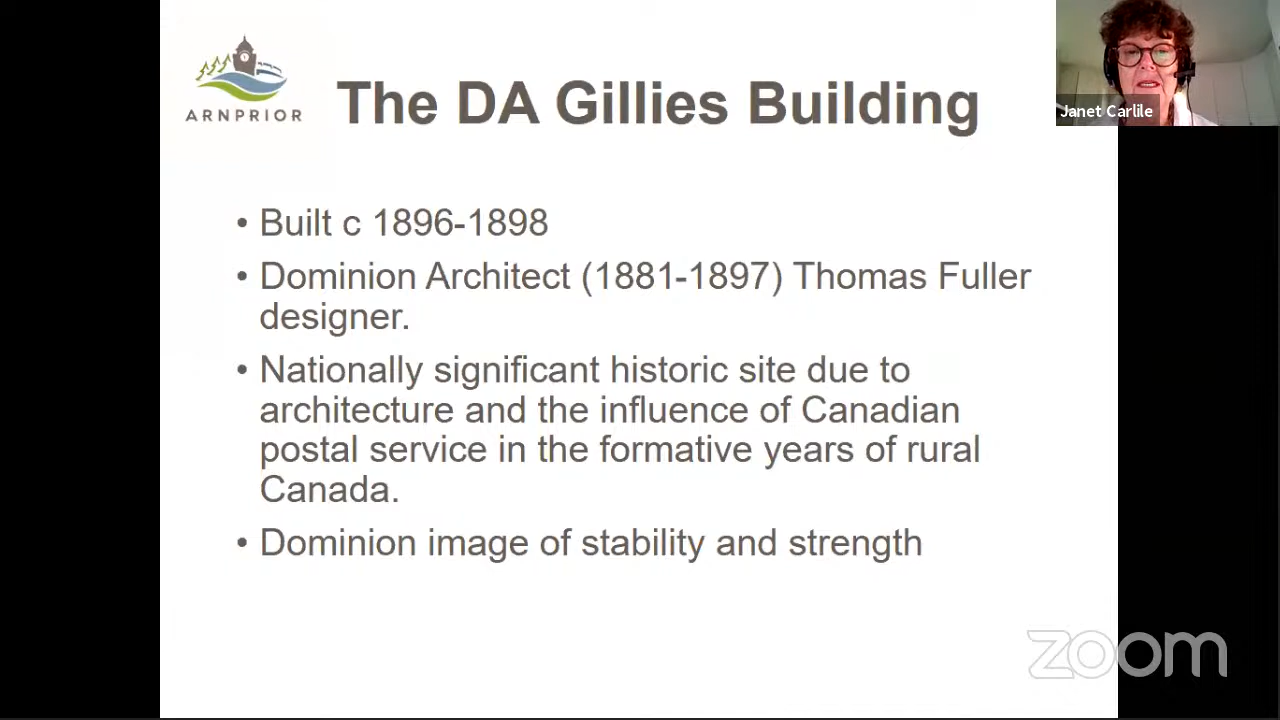 ARNPRIOR
The DA Gillies Building
Janet Carlile
• Built c 1896-1898
• Dominion Architect (1881-1897) Thomas Fuller
designer.
• Nationally significant historic site due to
architecture and the influence of Canadian
postal service in the formative years of rural
Canada.
• Dominion image of stability and strength
zoom